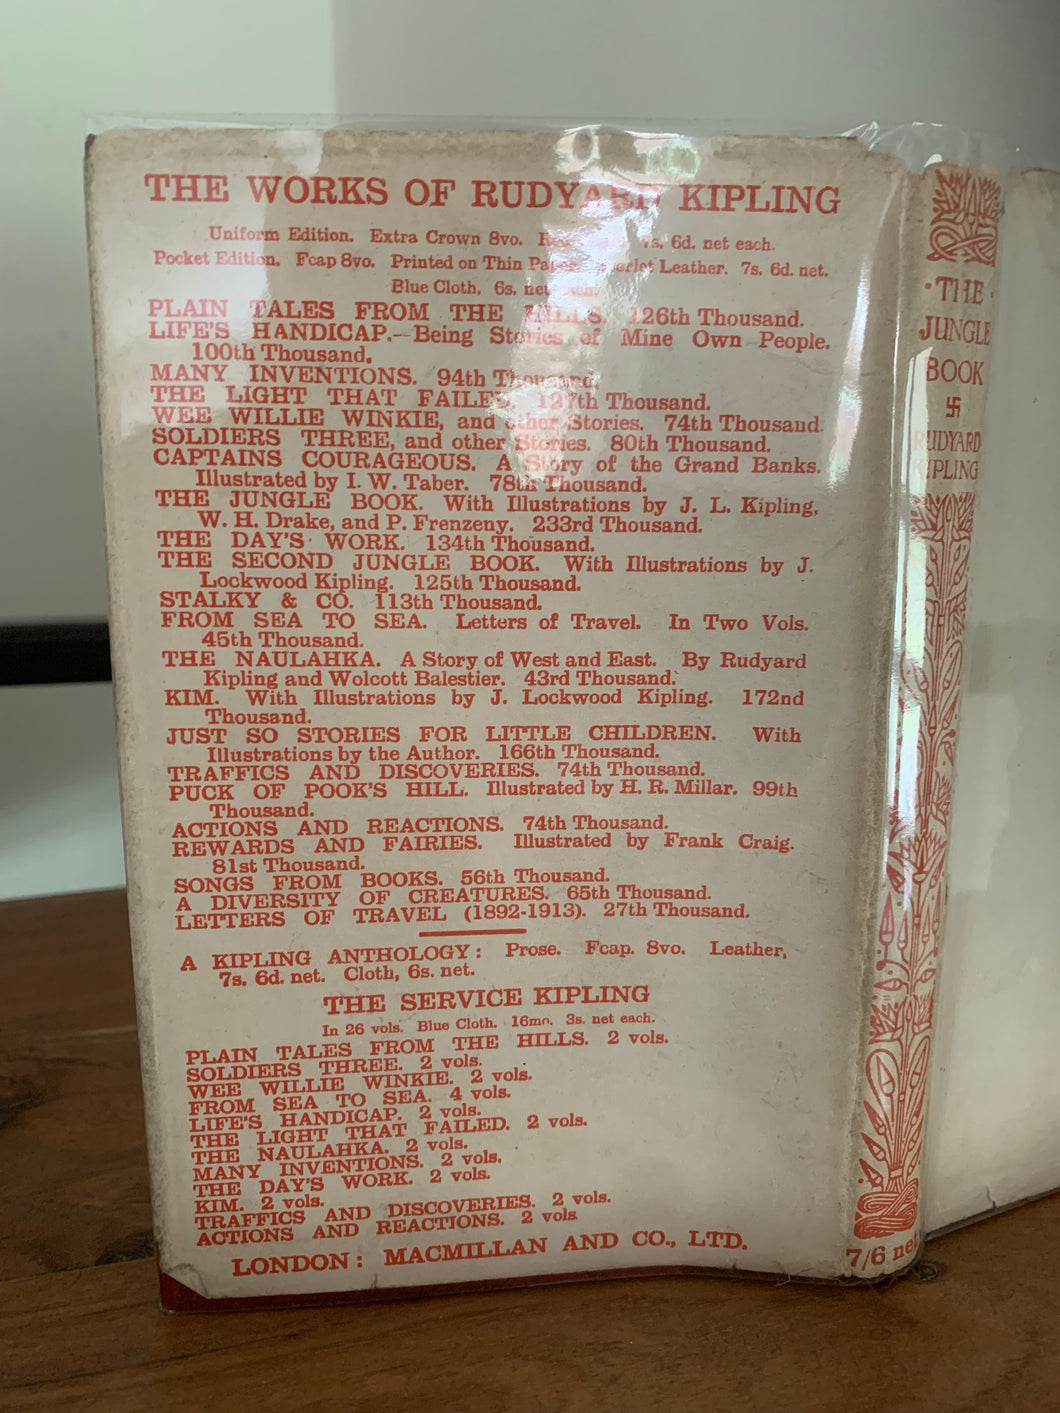 THE WORKS OF RUDYARD KIPLING
Uniform Edition. Extra Crown 8vo. 7s. 6d. net each.
Pocket Edition. Fcap 8vo. Printed on Thin Paper. Scarlet Leather. 7s. 6d. net.
Blue Cloth, 6s. net each.
PLAIN TALES FROM THE HILLS. 126th Thousand.
LIFE'S HANDICAP.—Being Stories of Mine Own People.
100th Thousand.
MANY INVENTIONS. 94th Thousand.
THE LIGHT THAT FAILED. 127th Thousand.
WEE WILLIE WINKIE, and other Stories. 74th Thousand.
SOLDIERS THREE, and other Stories. 80th Thousand.
CAPTAINS COURAGEOUS. A Story of the Grand Banks.
Illustrated by I. W. Taber. 78th Thousand.
THE JUNGLE BOOK. With Illustrations by J. L. Kipling,
W. H. Drake, and P. Frenzeny. 233rd Thousand.
THE DAY'S WORK. 134th Thousand.
THE SECOND JUNGLE BOOK. With Illustrations by J.
Lockwood Kipling. 125th Thousand.
STALKY & CO. 113th Thousand.
FROM SEA TO SEA. Letters of Travel. In Two Vols.
45th Thousand.
THE NAULAHKA. A Story of West and East. By Rudyard
Kipling and Wolcott Balestier. 43rd Thousand.
KIM. With Illustrations by J. Lockwood Kipling. 172nd
Thousand.
JUST SO STORIES FOR LITTLE CHILDREN. With
Illustrations by the Author. 166th Thousand.
TRAFFICS AND DISCOVERIES. 74th Thousand.
PUCK OF POOK'S HILL. Illustrated by H. R. Millar. 99th
Thousand.
ACTIONS AND REACTIONS. 74th Thousand.
REWARDS AND FAIRIES. Illustrated by Frank Craig.
81st Thousand.
SONGS FROM BOOKS. 56th Thousand.
A DIVERSITY OF CREATURES. 65th Thousand.
LETTERS OF TRAVEL (1892-1913). 27th Thousand.
A KIPLING ANTHOLOGY: Prose. Fcap. 8vo. Leather,
7s. 6d. net. Cloth, 6s. net.
THE SERVICE KIPLING
In 26 vols. Blue Cloth. 16mo. 3s. net each.
PLAIN TALES FROM THE HILLS. 2 vols.
SOLDIERS THREE. 2 vols.
WEE WILLIE WINKIE. 2 vols.
FROM SEA TO SEA. 4 vols.
LIFE'S HANDICAP. 2 vols.
THE LIGHT THAT FAILED. 2 vols.
THE NAULAHKA. 2 vols.
MANY INVENTIONS. 2 vols.
THE DAY'S WORK. 2 vols.
KIM. 2 vols.
TRAFFICS AND DISCOVERIES. 2 vols.
ACTIONS AND REACTIONS. 2 vols
LONDON: MACMILLAN AND CO., LTD.
·THE·
JUNGLE
BOOK
卐
RUDYARD
KIPLING
7/6 net